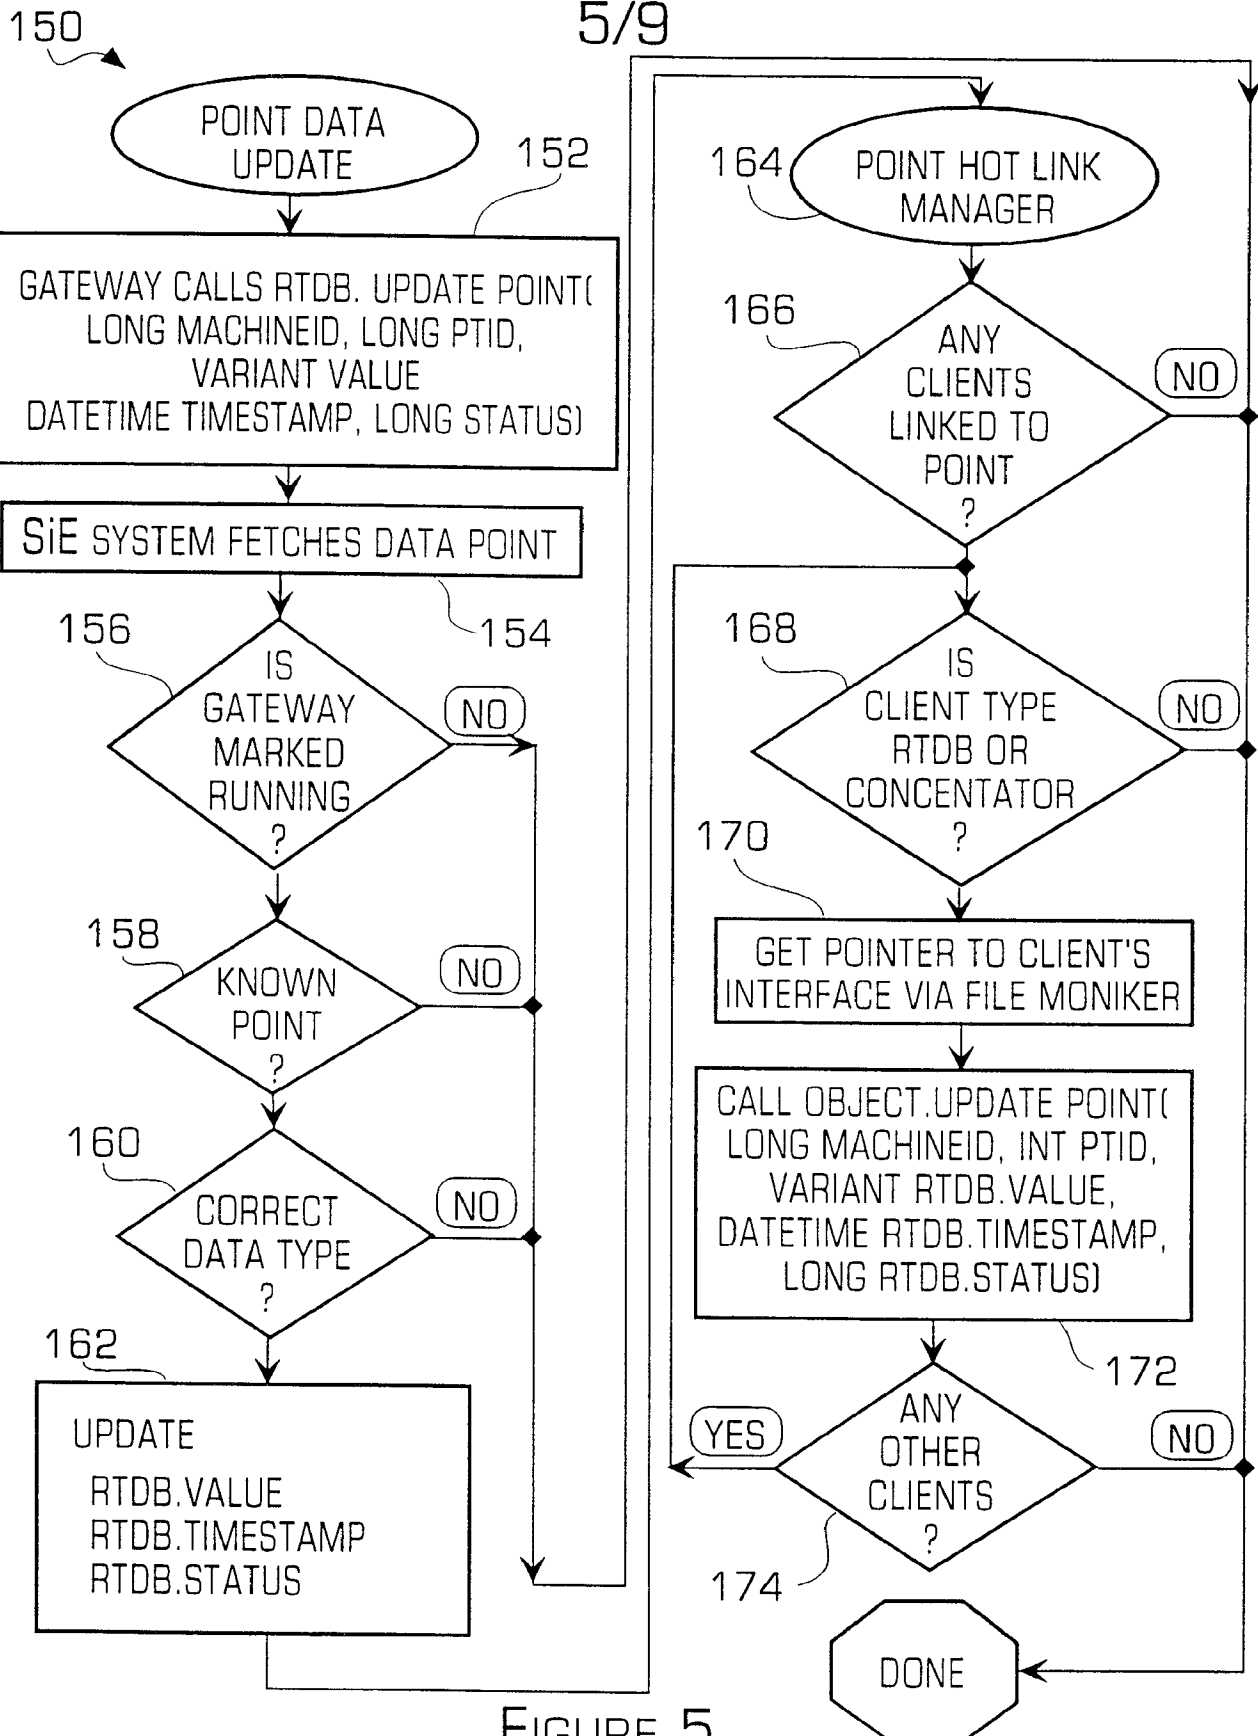 5/9
150
POINT DATA
UPDATE
152
GATEWAY CALLS RTDB. UPDATE POINT(
LONG MACHINEID, LONG PTID,
VARIANT VALUE
DATETIME TIMESTAMP, LONG STATUS)
SiE SYSTEM FETCHES DATA POINT
154
156
IS
GATEWAY
MARKED
RUNNING
?
NO
158
KNOWN
POINT
?
NO
160
CORRECT
DATA TYPE
?
NO
162
UPDATE
RTDB.VALUE
RTDB.TIMESTAMP
RTDB.STATUS
164
POINT HOT LINK
MANAGER
166
ANY
CLIENTS
LINKED TO
POINT
?
NO
168
IS
CLIENT TYPE
RTDB OR
CONCENTATOR
?
NO
170
GET POINTER TO CLIENT'S
INTERFACE VIA FILE MONIKER
CALL OBJECT.UPDATE POINT(
LONG MACHINEID, INT PTID,
VARIANT RTDB.VALUE,
DATETIME RTDB.TIMESTAMP,
LONG RTDB.STATUS)
172
ANY
OTHER
CLIENTS
?
YES
NO
174
DONE
FIGURE 5